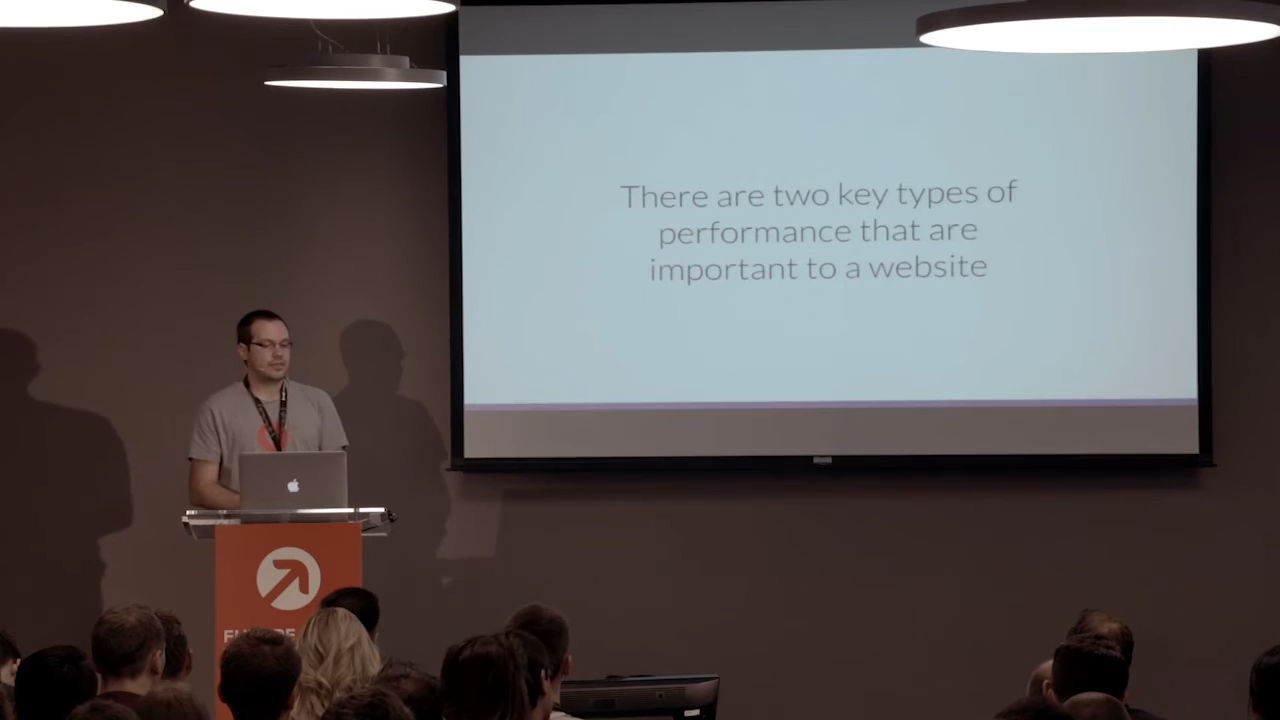 There are two key types of
performance that are
important to a website